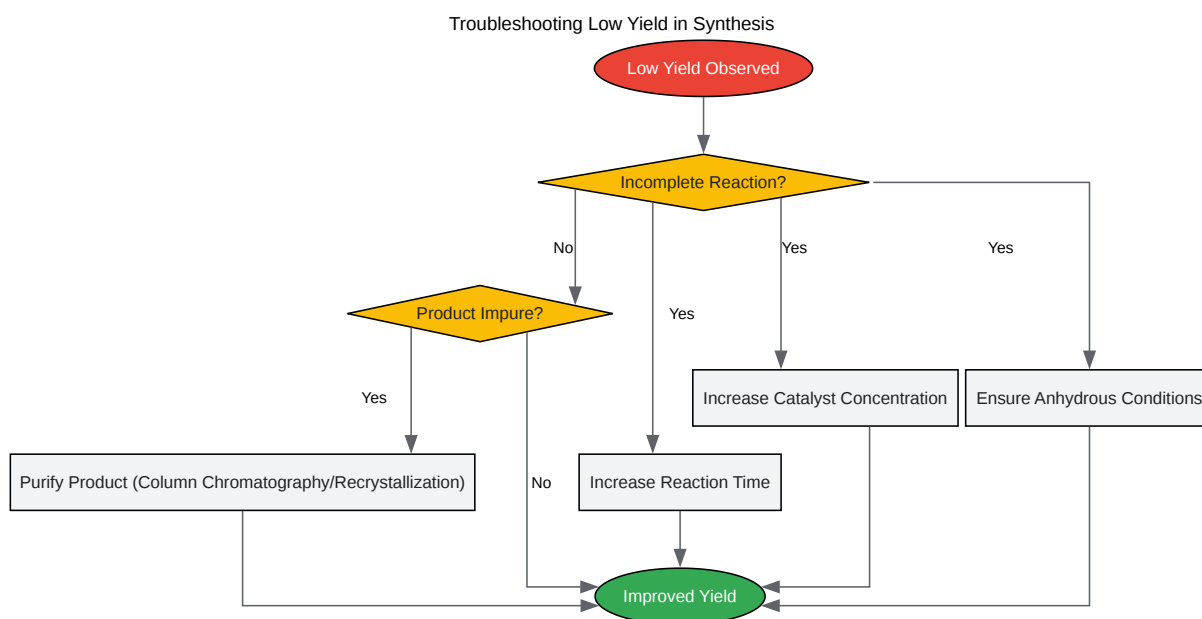 Troubleshooting Low Yield in Synthesis
Low Yield Observed
Incomplete Reaction?
No
Yes
Yes
Product Impure?
Yes
Yes
Increase Catalyst Concentration
Ensure Anhydrous Conditions
Purify Product (Column Chromatography/Recrystallization)
No
Increase Reaction Time
Improved Yield